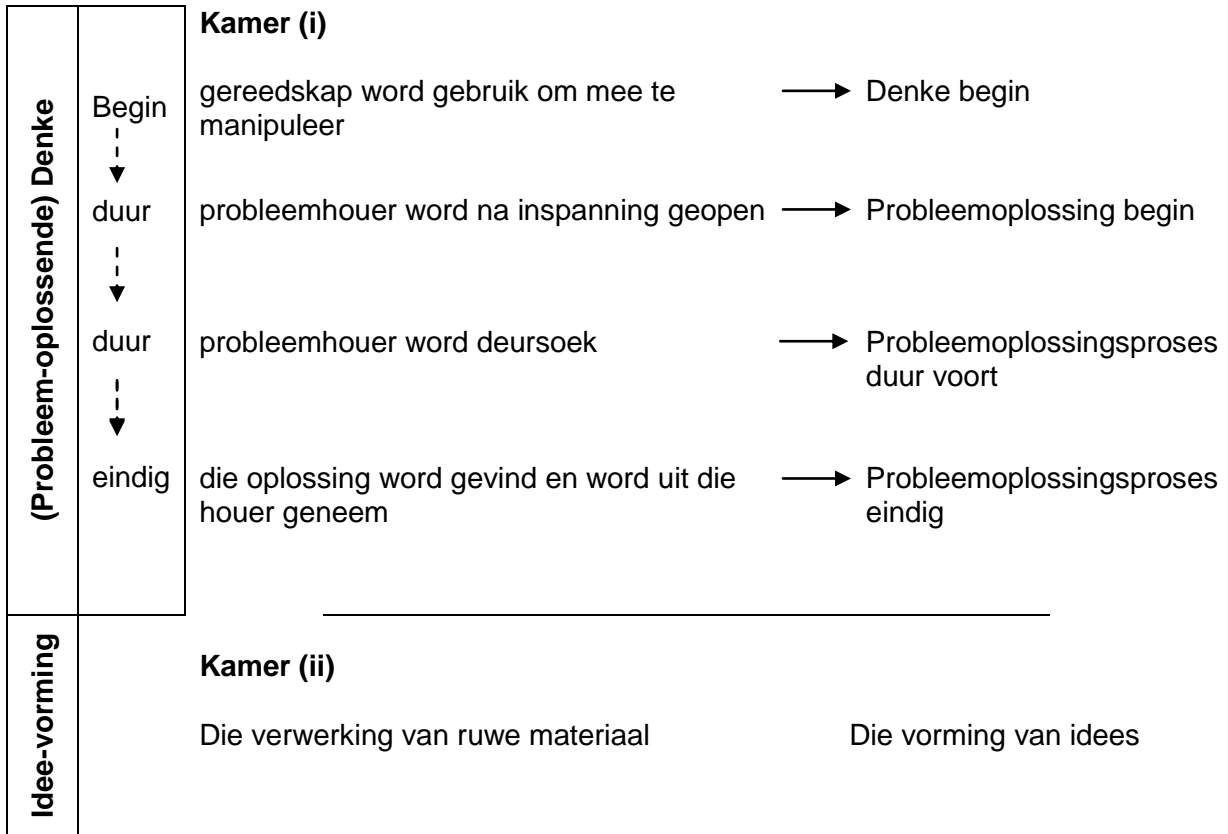 (Probleem-oplossende) Denke
Kamer (i)
Begin
gereedskap word gebruik om mee te
manipuleer
Denke begin
duur
probleemhouer word na inspanning geopen
Probleemoplossing begin
duur
probleemhouer word deursoek
Probleemoplossingsproses
duur voort
eindig
die oplossing word gevind en word uit die
houer geneem
Probleemoplossingsproses
eindig
Idee-vorming
Kamer (ii)
Die verwerking van ruwe materiaal
Die vorming van idees